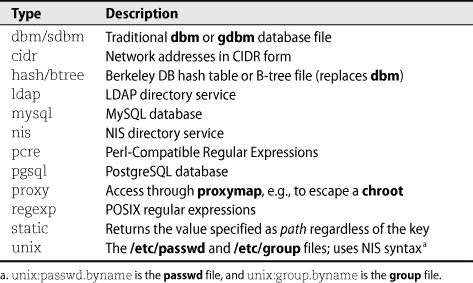 Type Description
dbm/sdbm Traditional dbm or gdbm database file
cidr Network addresses in CIDR form
hash/btree Berkeley DB hash table or B-tree file (replaces dbm)
ldap LDAP directory service
mysql MySQL database
nis NIS directory service
pcre Perl-Compatible Regular Expressions
pgsql PostgreSQL database
proxy Access through proxymap, e.g., to escape a chroot
regexp POSIX regular expressions
static Returns the value specified as path regardless of the key
unix The /etc/passwd and /etc/group files; uses NIS syntaxa
a. unix:passwd.byname is the passwd file, and unix:group.byname is the group file.